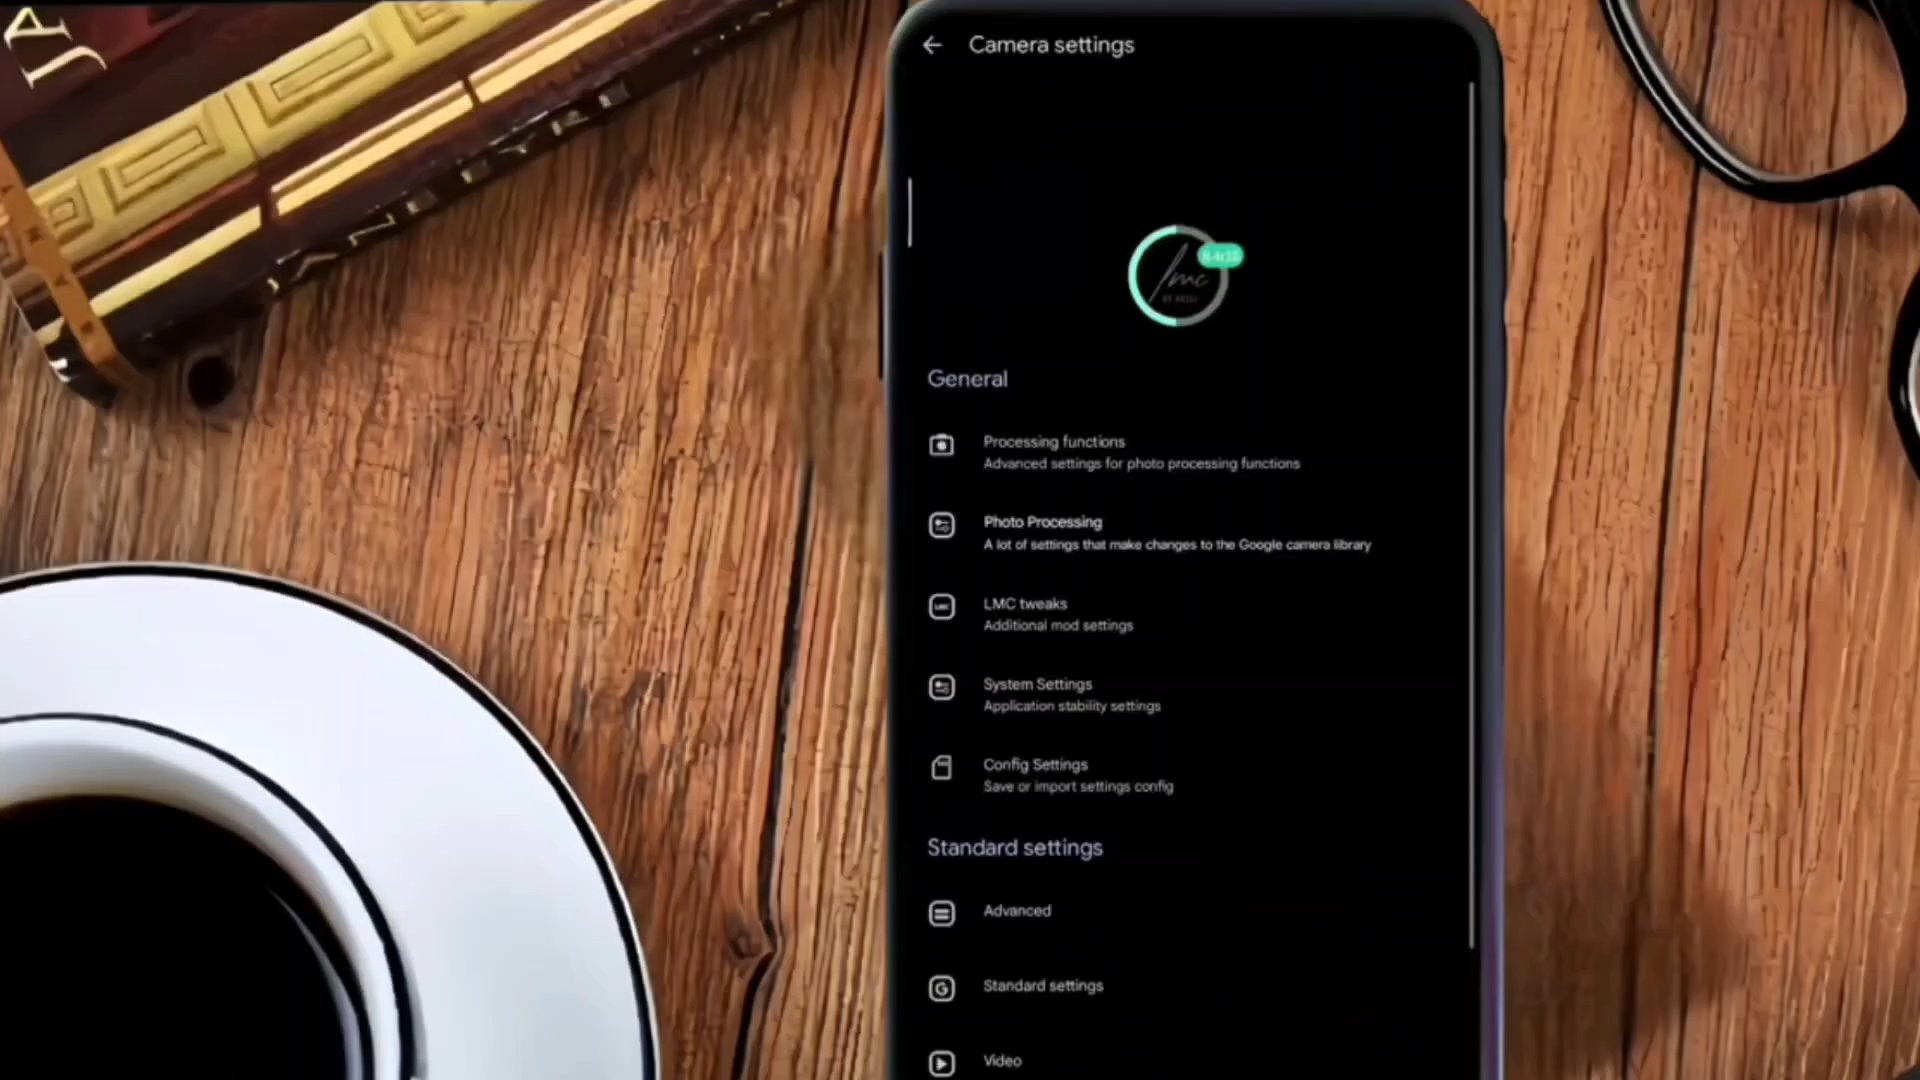 JA
Camera settings
lmc
General
Processing functions
Advanced settings for photo processing functions
Photo Processing
A lot of settings that make changes to the Google camera library
LMC tweaks
Additional mod settings
System Settings
Application stability settings
Config Settings
Save or import settings config
Standard settings
Advanced
Standard settings
Video